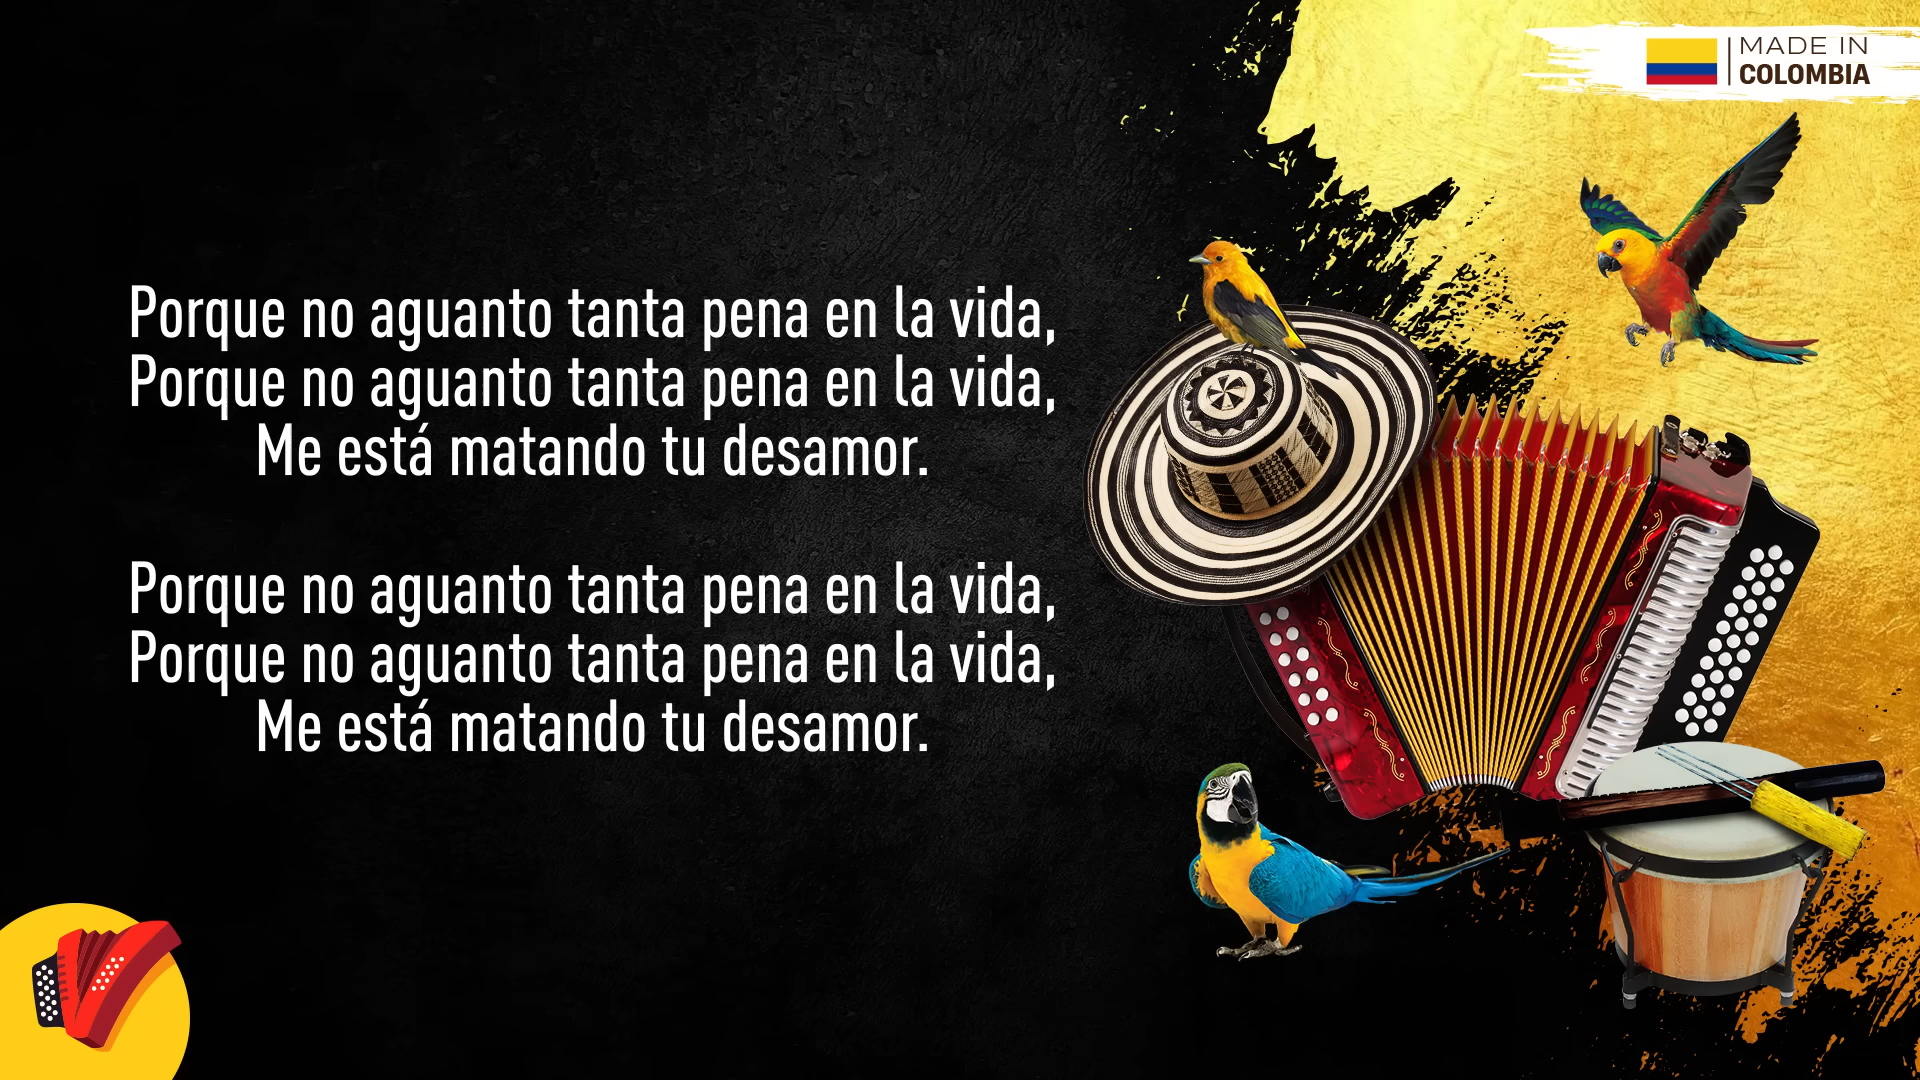 MADE IN
COLOMBIA
Porque no aguanto tanta pena en la vida,
Porque no aguanto tanta pena en la vida,
Me está matando tu desamor.
Porque no aguanto tanta pena en la vida,
Porque no aguanto tanta pena en la vida,
Me está matando tu desamor.